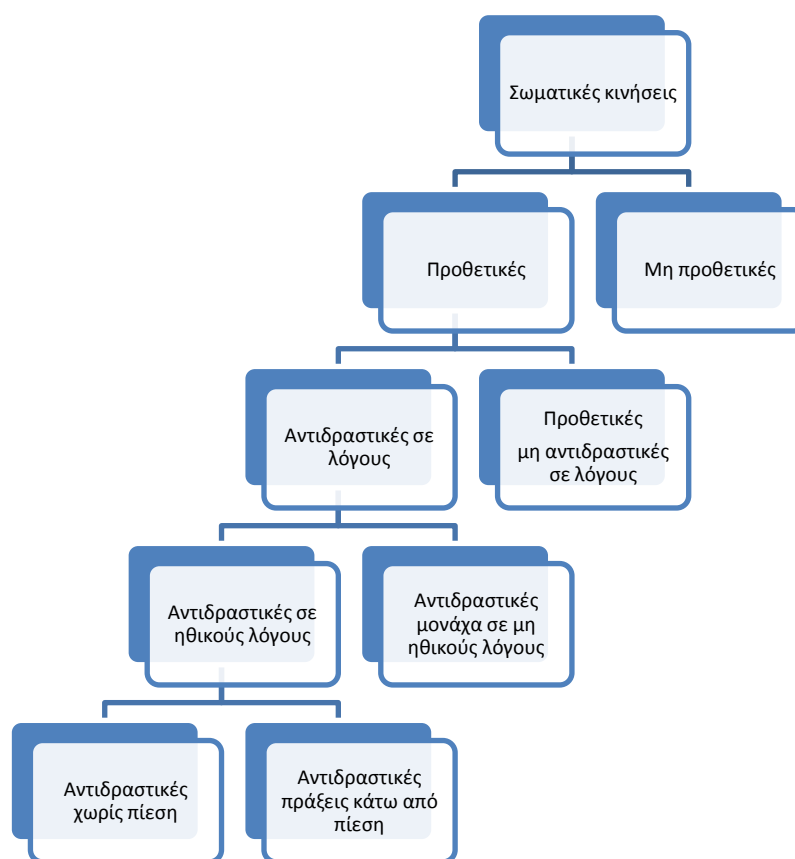 Σωματικές κινήσεις
Προθετικές
Μη προθετικές
Αντιδραστικές σε
λόγους
Προθετικές
μη αντιδραστικές
σε λόγους
Αντιδραστικές σε
ηθικούς λόγους
Αντιδραστικές
μονάχα σε μη
ηθικούς λόγους
Αντιδραστικές
χωρίς πίεση
Αντιδραστικές
πράξεις κάτω από
πίεση